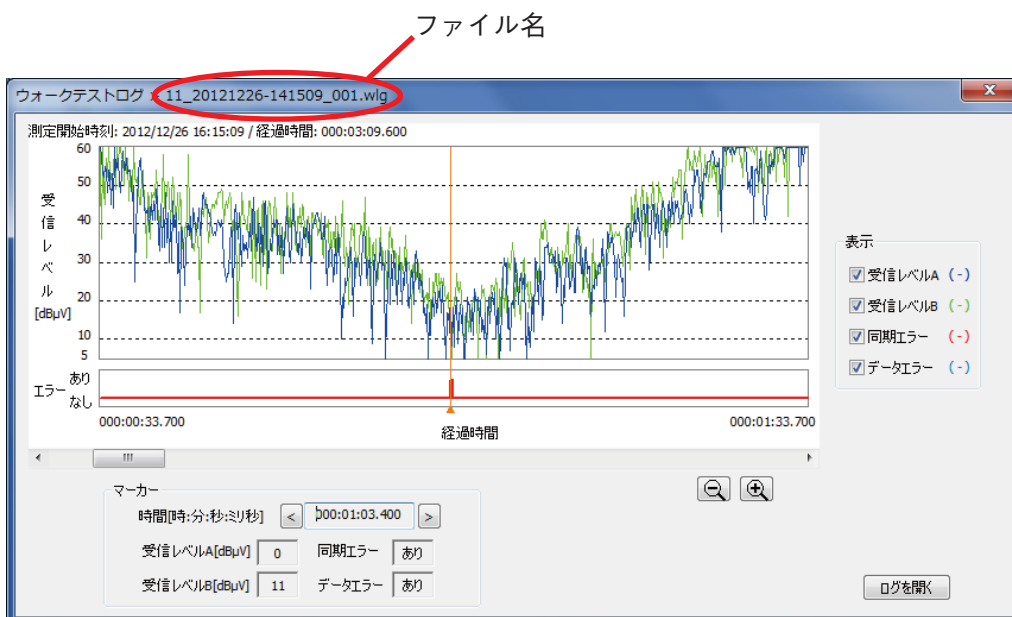 ファイル名
ウォークテストログ - 11_20121226-141509_001.wlg
測定開始時刻: 2012/12/26 16:15:09 / 経過時間: 000:03:09.600
受信レベル
[dBμV]
60
50
40
30
20
10
5
エラー
あり
なし
000:00:33.700
経過時間
000:01:33.700
表示
受信レベルA (-)
受信レベルB (-)
同期エラー (-)
データエラー (-)
マーカー
時間[時:分:秒:ミリ秒] < 000:01:03.400 >
受信レベルA[dBμV] 0 同期エラー あり
受信レベルB[dBμV] 11 データエラー あり
ログを開く